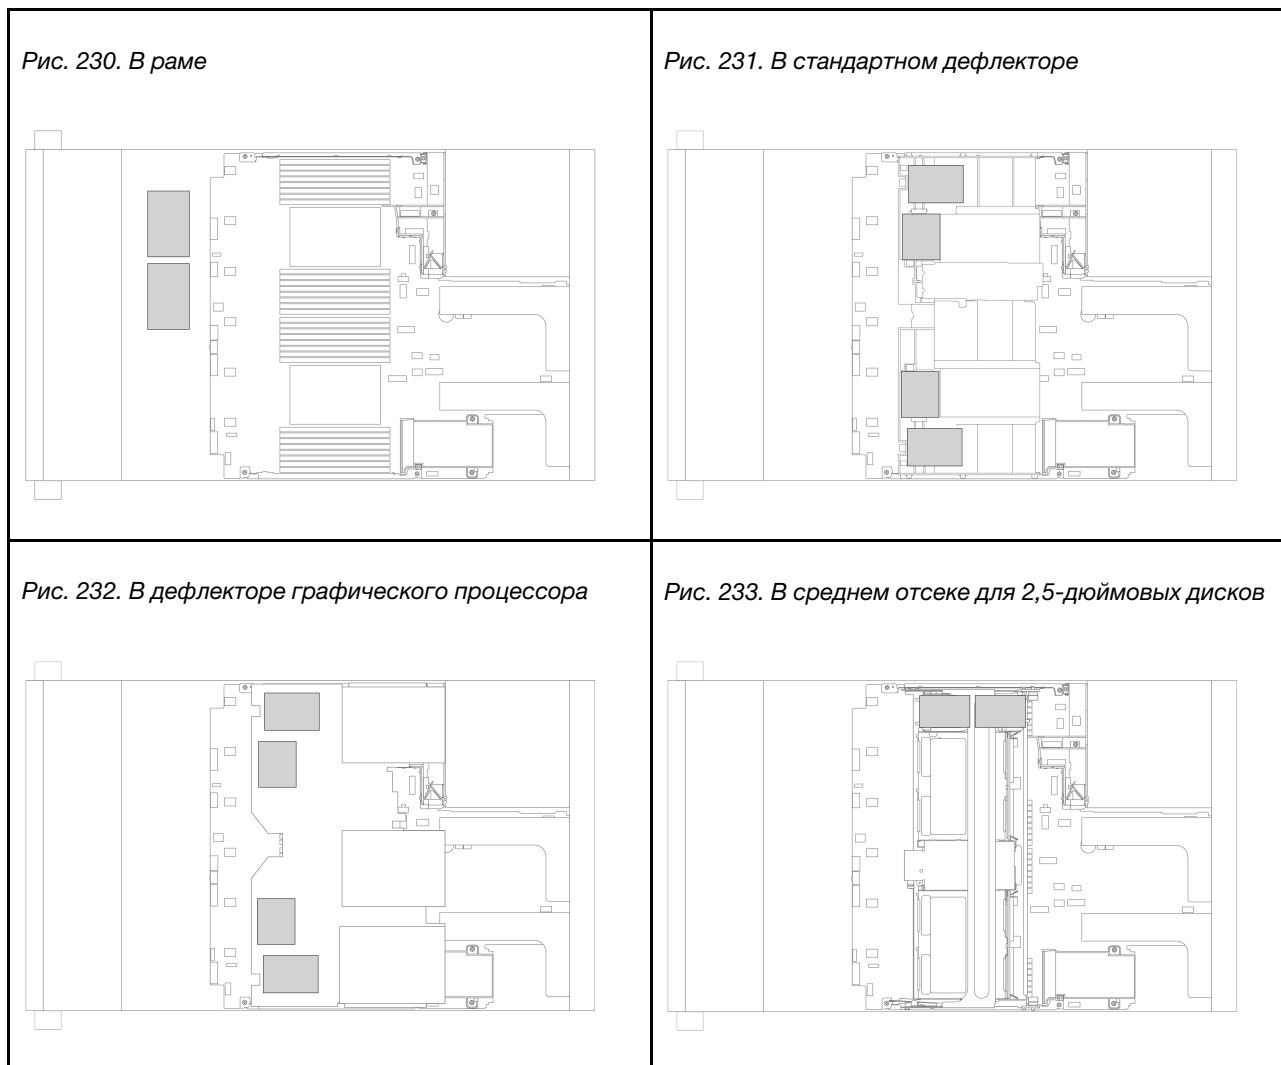 Рис. 230. В раме
Рис. 231. В стандартном дефлекторе
Рис. 232. В дефлекторе графического процессора
Рис. 233. В среднем отсеке для 2,5-дюймовых дисков